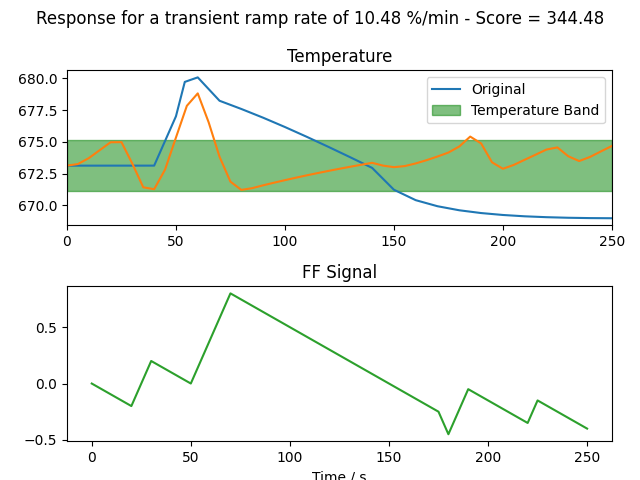 Response for a transient ramp rate of 10.48 %/min - Score = 344.48
Temperature
680.0
677.5
675.0
672.5
670.0
Original
Temperature Band
0 50 100 150 200 250
FF Signal
0.5
0.0
−0.5
0 50 100 150 200 250
Time / s